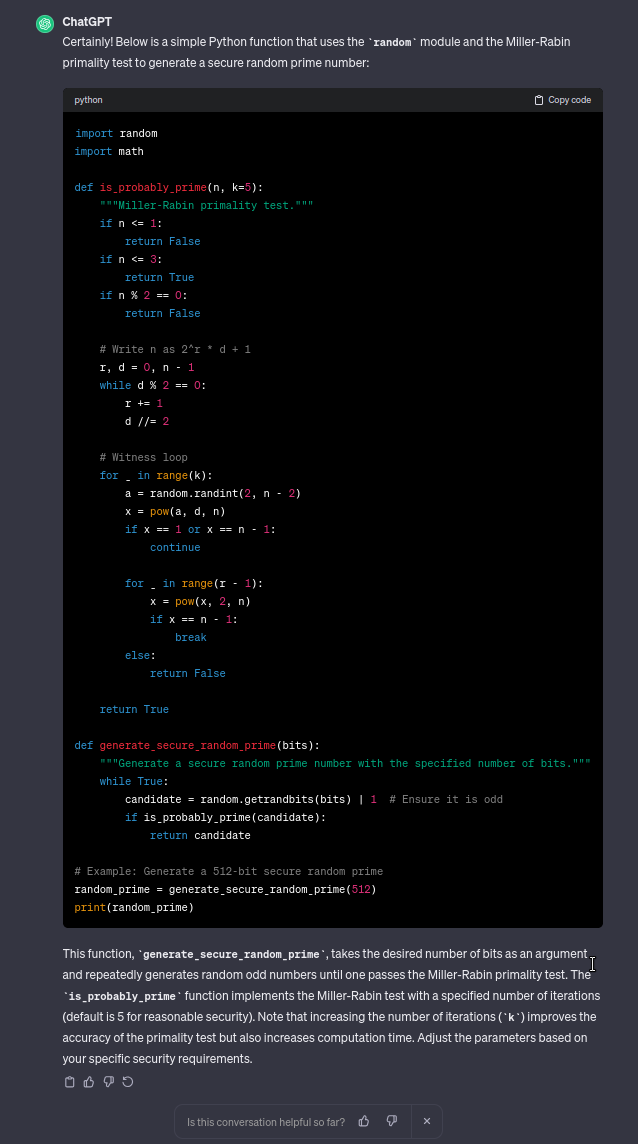 ChatGPT
Certainly! Below is a simple Python function that uses the `random` module and the Miller-Rabin
primality test to generate a secure random prime number:
python
Copy code
import random
import math

def is_probably_prime(n, k=5):
    """Miller-Rabin primality test."""
    if n <= 1:
        return False
    if n <= 3:
        return True
    if n % 2 == 0:
        return False

    # Write n as 2^r * d + 1
    r, d = 0, n - 1
    while d % 2 == 0:
        r += 1
        d //= 2

    # Witness loop
    for _ in range(k):
        a = random.randint(2, n - 2)
        x = pow(a, d, n)
        if x == 1 or x == n - 1:
            continue

        for _ in range(r - 1):
            x = pow(x, 2, n)
            if x == n - 1:
                break
        else:
            return False

    return True

def generate_secure_random_prime(bits):
    """Generate a secure random prime number with the specified number of bits."""
    while True:
        candidate = random.getrandbits(bits) | 1  # Ensure it is odd
        if is_probably_prime(candidate):
            return candidate

# Example: Generate a 512-bit secure random prime
random_prime = generate_secure_random_prime(512)
print(random_prime)
This function, `generate_secure_random_prime`, takes the desired number of bits as an argument
and repeatedly generates random odd numbers until one passes the Miller-Rabin primality test. The
`is_probably_prime` function implements the Miller-Rabin test with a specified number of iterations
(default is 5 for reasonable security). Note that increasing the number of iterations (`k`) improves the
accuracy of the primality test but also increases computation time. Adjust the parameters based on
your specific security requirements.
Is this conversation helpful so far?